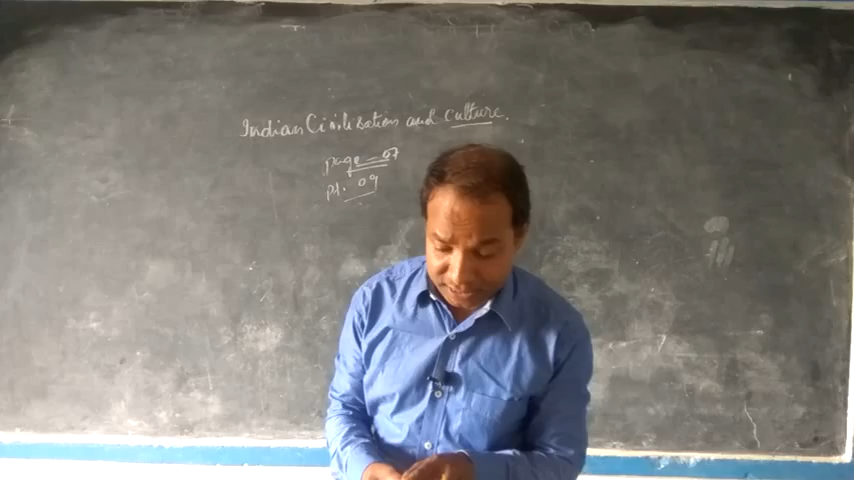 Indian Civilisation and culture.
page - 07
pt. 09